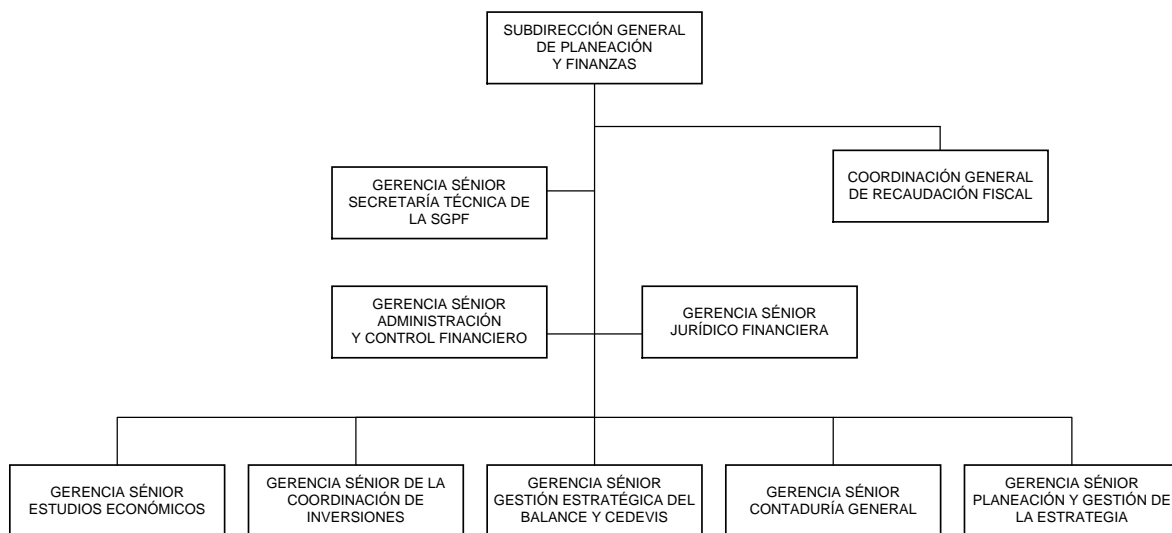 SUBDIRECCIÓN GENERAL
DE PLANEACIÓN
Y FINANZAS
COORDINACIÓN GENERAL
DE RECAUDACIÓN FISCAL
GERENCIA SÉNIOR
SECRETARÍA TÉCNICA DE
LA SGPF
GERENCIA SÉNIOR
ADMINISTRACIÓN
Y CONTROL FINANCIERO
GERENCIA SÉNIOR
JURÍDICO FINANCIERA
GERENCIA SÉNIOR
ESTUDIOS ECONÓMICOS
GERENCIA SÉNIOR DE LA
COORDINACIÓN DE
INVERSIONES
GERENCIA SÉNIOR
GESTIÓN ESTRATÉGICA DEL
BALANCE Y CEDEVIS
GERENCIA SÉNIOR
CONTADURÍA GENERAL
GERENCIA SÉNIOR
PLANEACIÓN Y GESTIÓN DE
LA ESTRATEGIA